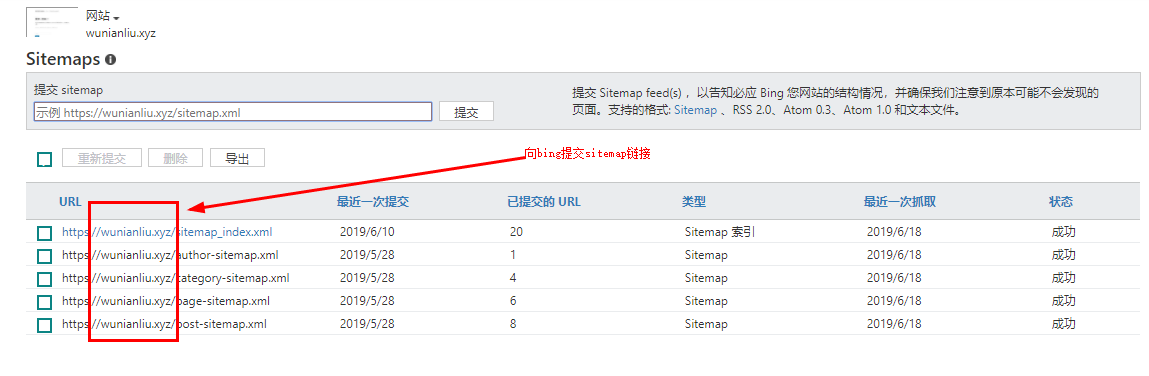 网站
wunianliu.xyz
Sitemaps
提交 sitemap
示例 https://wunianliu.xyz/sitemap.xml
提交
提交 Sitemap feed(s) ，以告知必应 Bing 您网站的结构情况，并确保我们注意到原本可能不会发现的
页面。支持的格式: Sitemap 、RSS 2.0、Atom 0.3、Atom 1.0 和文本文件。
重新提交 删除 导出
向bing提交sitemap链接
URL 最近一次提交 已提交的 URL 类型 最近一次抓取 状态
https://wunianliu.xyz/sitemap_index.xml 2019/6/10 20 Sitemap 索引 2019/6/18 成功
https://wunianliu.xyz/author-sitemap.xml 2019/5/28 1 Sitemap 2019/6/18 成功
https://wunianliu.xyz/category-sitemap.xml 2019/5/28 4 Sitemap 2019/6/18 成功
https://wunianliu.xyz/page-sitemap.xml 2019/5/28 6 Sitemap 2019/6/18 成功
https://wunianliu.xyz/post-sitemap.xml 2019/5/28 8 Sitemap 2019/6/18 成功